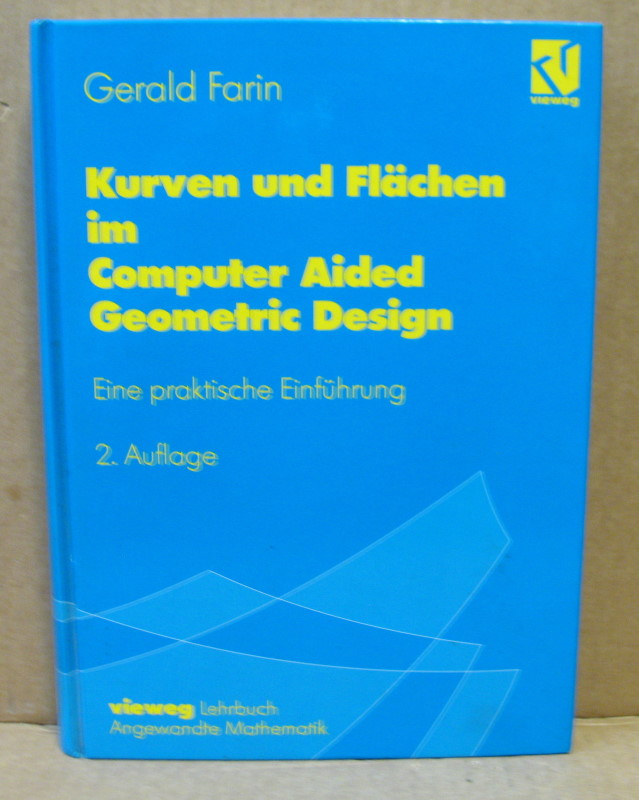 Gerald Farin
vieweg
Kurven und Flächen
im
Computer Aided
Geometric Design
Eine praktische Einführung
2. Auflage
vieweg Lehrbuch
Angewandte Mathematik